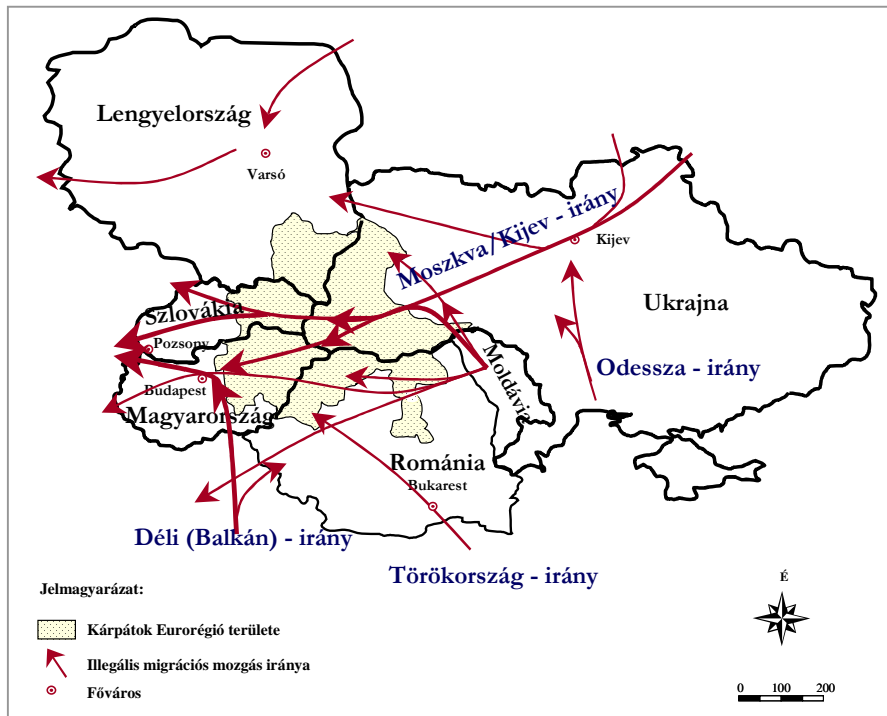 Lengyelország
Varsó
Moszkva/Kijev - irány
Kijev
Ukrajna
Szlovákia
Pozsony
Moldávia
Odessza - irány
Budapest
Magyarország
Románia
Bukarest
Déli (Balkán) - irány
Törökország - irány
Jelmagyarázat:
É
Kárpátok Eurorégió területe
Illegális migrációs mozgás iránya
Főváros
0 100 200